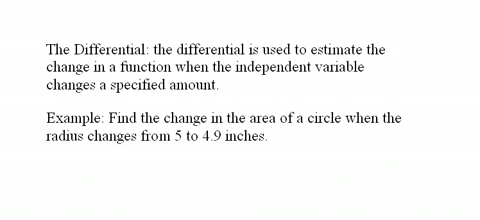 The Differential: the differential is used to estimate the
change in a function when the independent variable
changes a specified amount.
Example: Find the change in the area of a circle when the
radius changes from 5 to 4.9 inches.